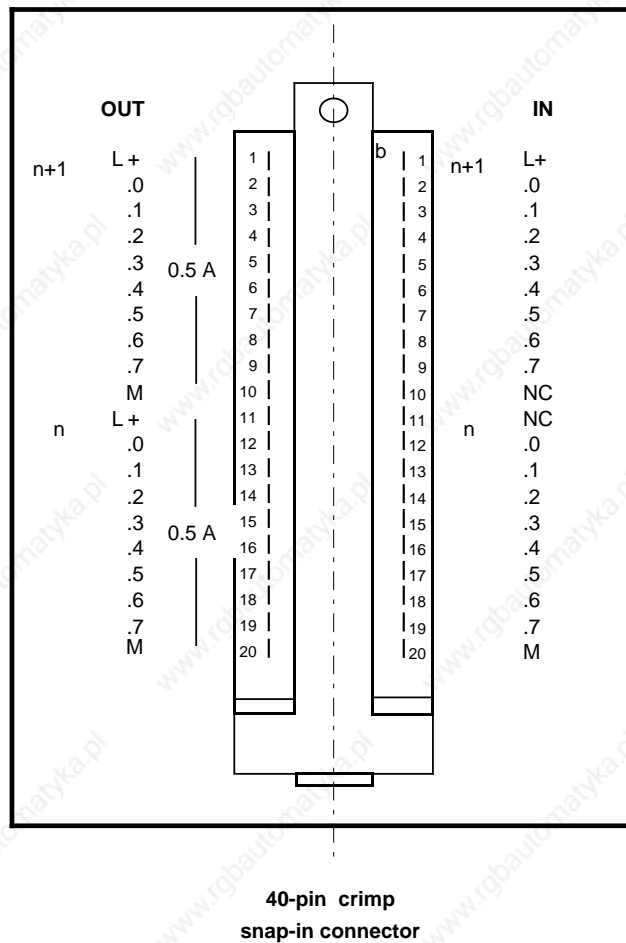 OUT IN
b
n+1 L + 1 1 n+1 L+
.0 2 2 .0
.1 3 3 .1
.2 4 4 .2
.3 0.5 A 5 5 .3
.4 6 6 .4
.5 7 7 .5
.6 8 8 .6
.7 9 9 .7
M 10 10 NC
n L + 11 11 n NC
.0 12 12 .0
.1 13 13 .1
.2 14 14 .2
.3 0.5 A 15 15 .3
.4 16 16 .4
.5 17 17 .5
.6 18 18 .6
.7 19 19 .7
M 20 20 M
40-pin crimp
snap-in connector
www.rgbautomatyka.pl